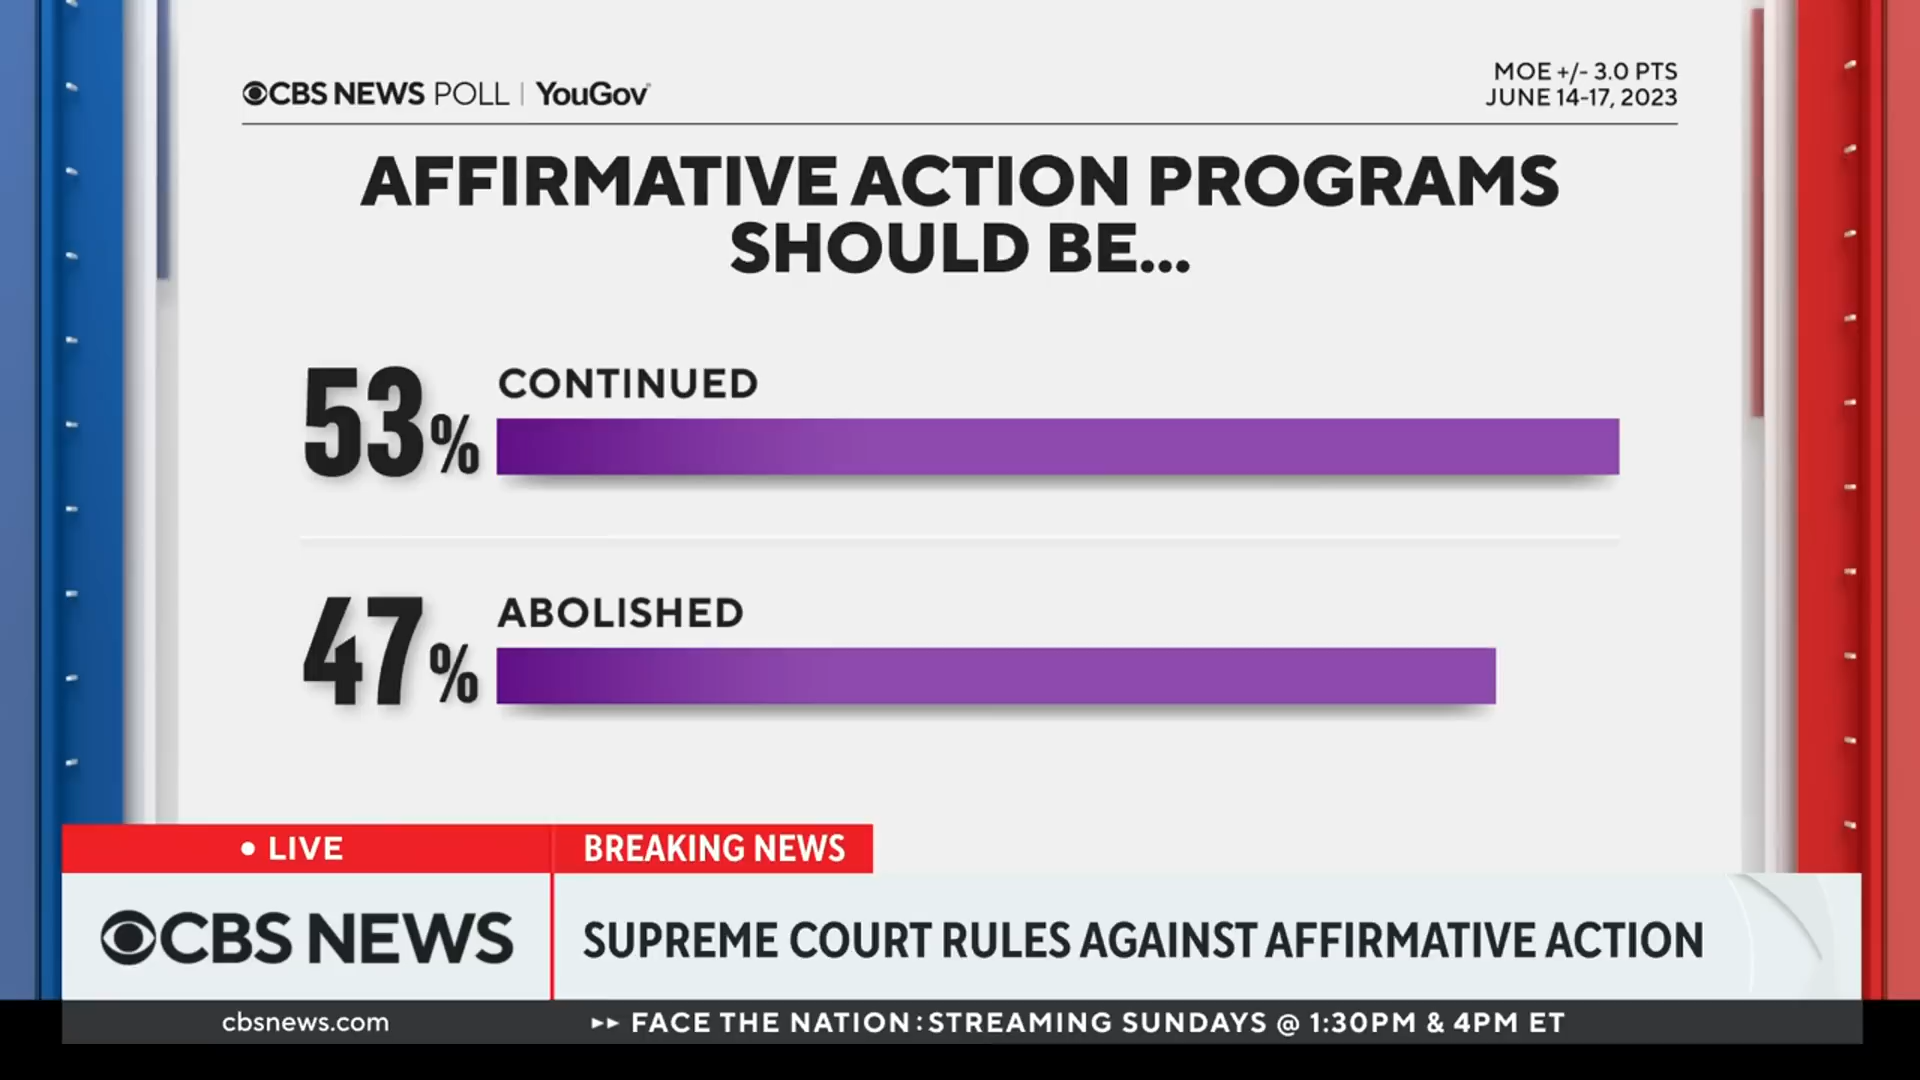 CBS NEWS POLL | YouGov
MOE +/- 3.0 PTS
JUNE 14-17, 2023
AFFIRMATIVE ACTION PROGRAMS
SHOULD BE...
53% CONTINUED
47% ABOLISHED
• LIVE
BREAKING NEWS
CBS NEWS
SUPREME COURT RULES AGAINST AFFIRMATIVE ACTION
cbsnews.com
FACE THE NATION: STREAMING SUNDAYS @ 1:30PM & 4PM ET